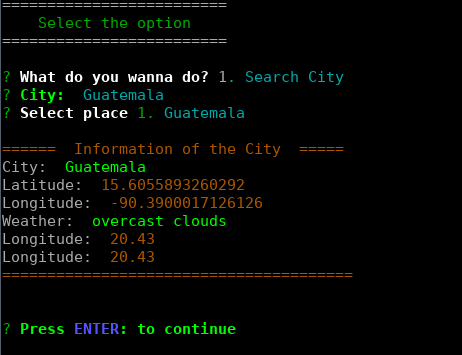 =========================
Select the option
=========================
? What do you wanna do? 1. Search City
? City: Guatemala
? Select place 1. Guatemala
====== Information of the City =====
City: Guatemala
Latitude: 15.6055893260292
Longitude: -90.3900017126126
Weather: overcast clouds
Longitude: 20.43
Longitude: 20.43
=======================================
? Press ENTER: to continue